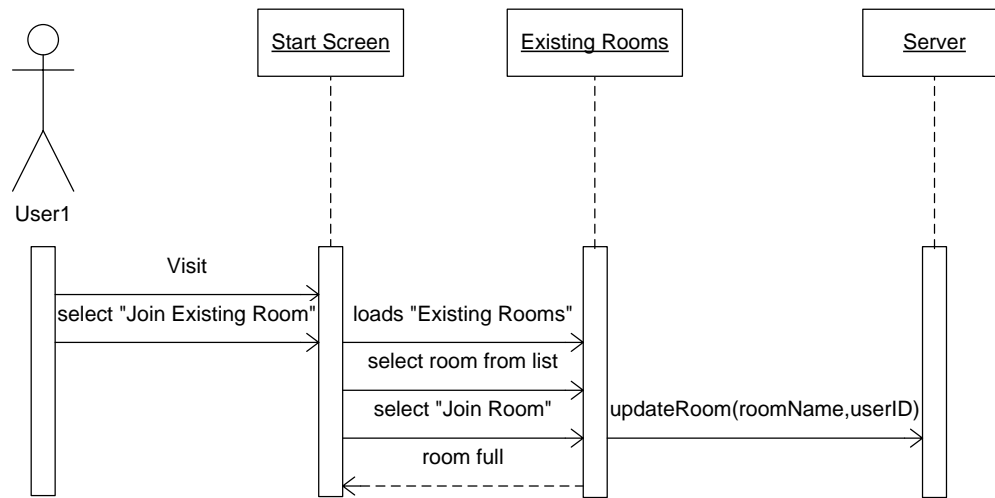 Start Screen
Existing Rooms
Server
User1
Visit
select "Join Existing Room"
loads "Existing Rooms"
select room from list
select "Join Room"
updateRoom(roomName,userID)
room full